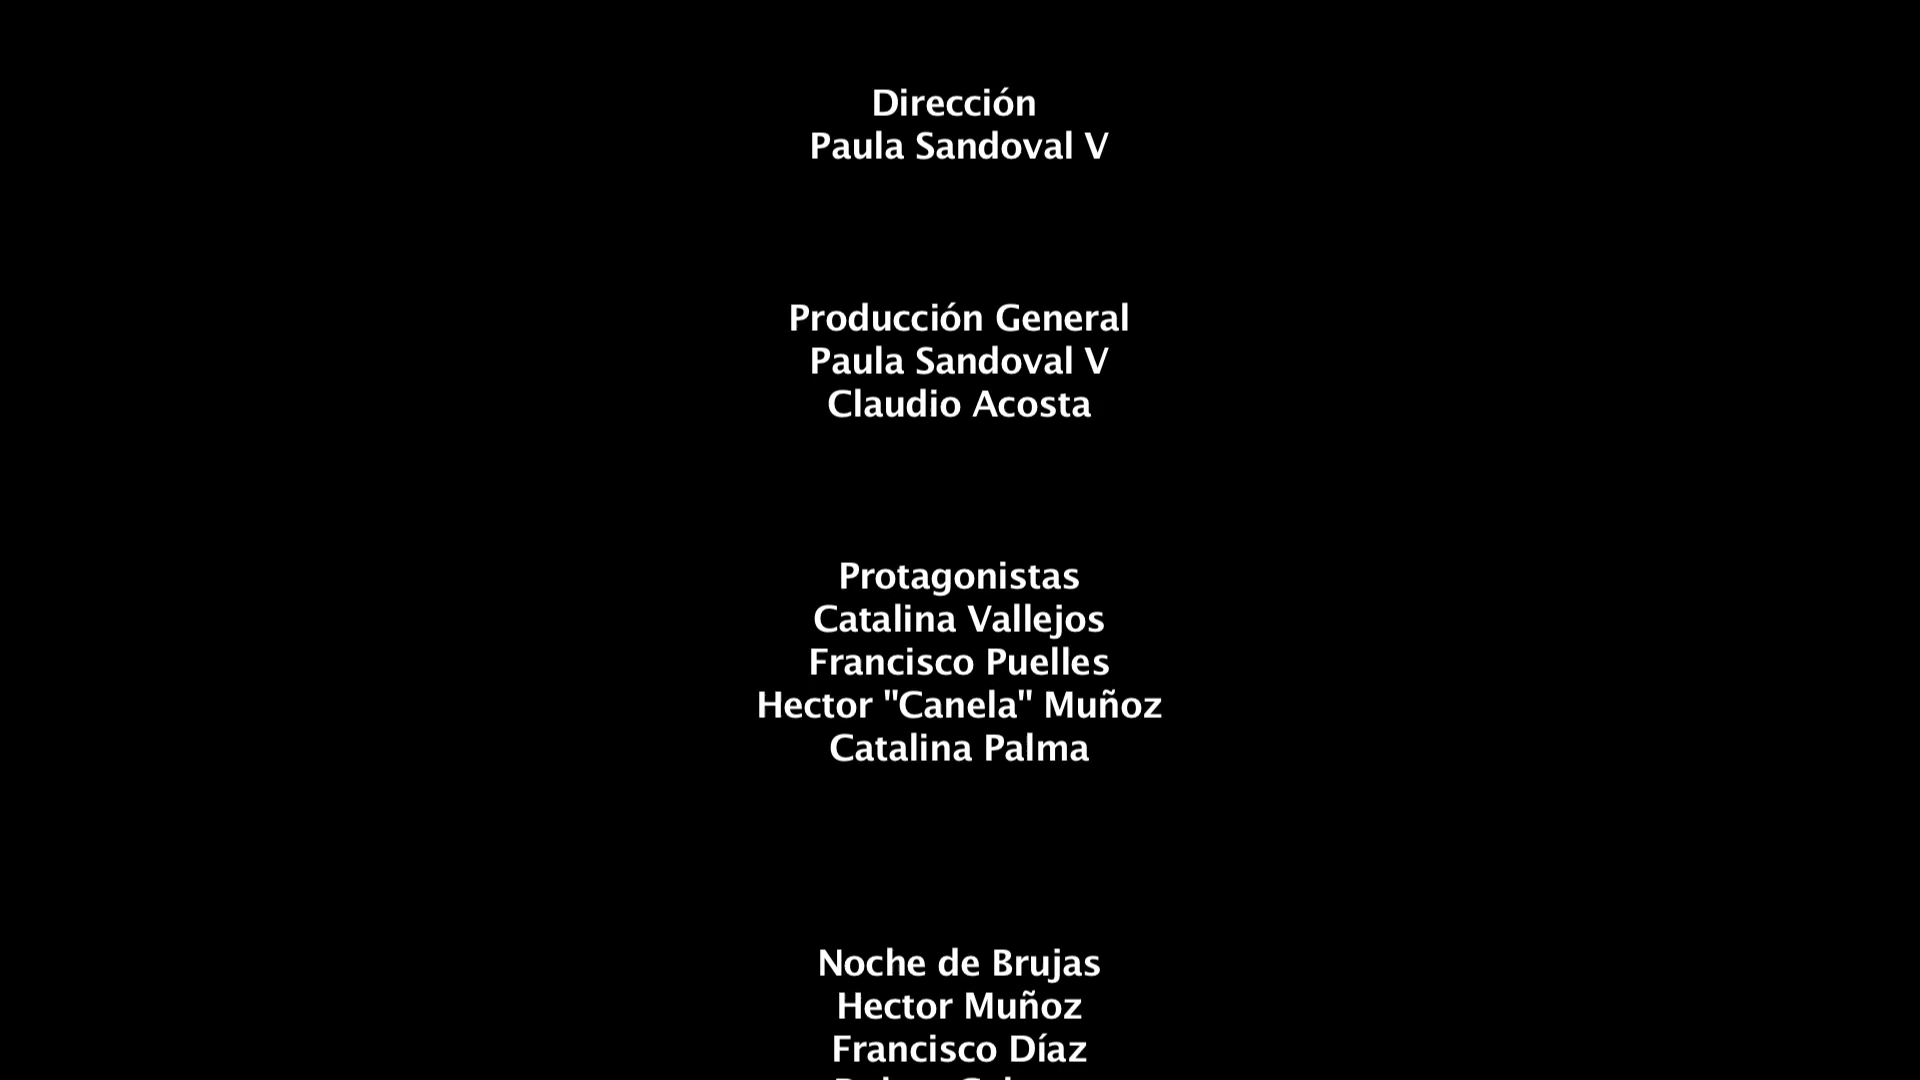 Dirección
Paula Sandoval V
Producción General
Paula Sandoval V
Claudio Acosta
Protagonistas
Catalina Vallejos
Francisco Puelles
Hector "Canela" Muñoz
Catalina Palma
Noche de Brujas
Hector Muñoz
Francisco Díaz